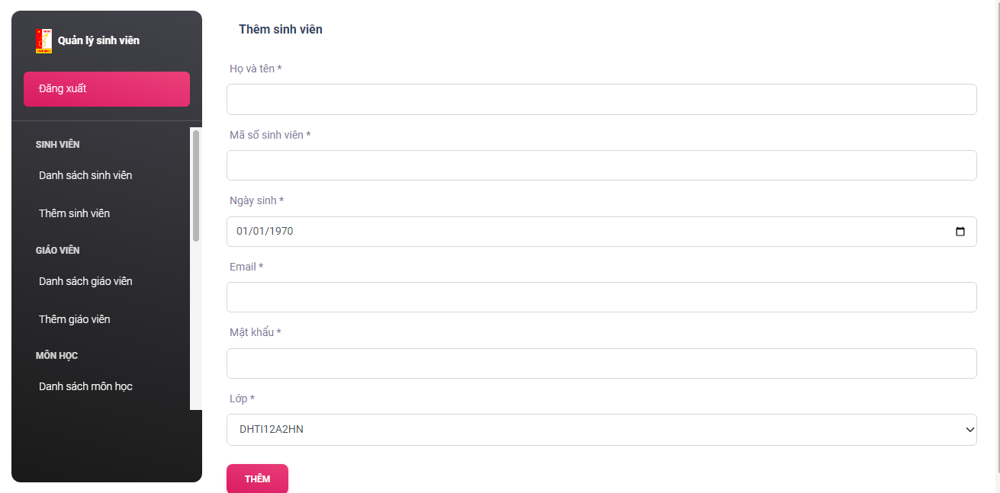 Quản lý sinh viên
Đăng xuất
SINH VIÊN
Danh sách sinh viên
Thêm sinh viên
GIÁO VIÊN
Danh sách giáo viên
Thêm giáo viên
MÔN HỌC
Danh sách môn học
Thêm sinh viên
Họ và tên *
Mã số sinh viên *
Ngày sinh *
01/01/1970
Email *
Mật khẩu *
Lớp *
DHTI12A2HN
THÊM